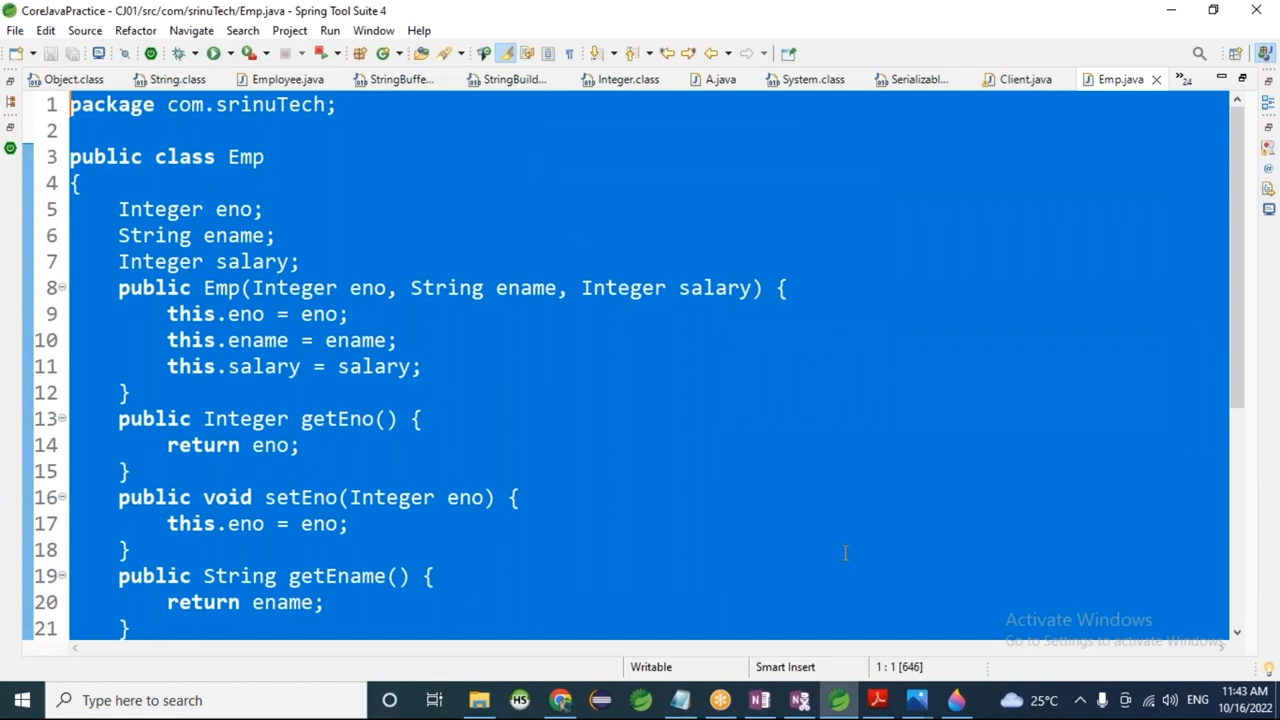 CoreJavaPractice - CJ01/src/com/srinuTech/Emp.java - Spring Tool Suite 4
File Edit Source Refactor Navigate Search Project Run Window Help
Object.class String.class Employee.java StringBuffe... StringBuild... Integer.class A.java System.class Serializabl... Client.java Emp.java 24
1 package com.srinuTech;
2
3 public class Emp
4 {
5 Integer eno;
6 String ename;
7 Integer salary;
8 public Emp(Integer eno, String ename, Integer salary) {
9 this.eno = eno;
10 this.ename = ename;
11 this.salary = salary;
12 }
13 public Integer getEno() {
14 return eno;
15 }
16 public void setEno(Integer eno) {
17 this.eno = eno;
18 }
19 public String getEname() {
20 return ename;
21 }
Activate Windows
Go to Settings to activate Windows.
Writable Smart Insert 1 : 1 [646]
Type here to search HS N 25°C ENG 11:43 AM
10/16/2022